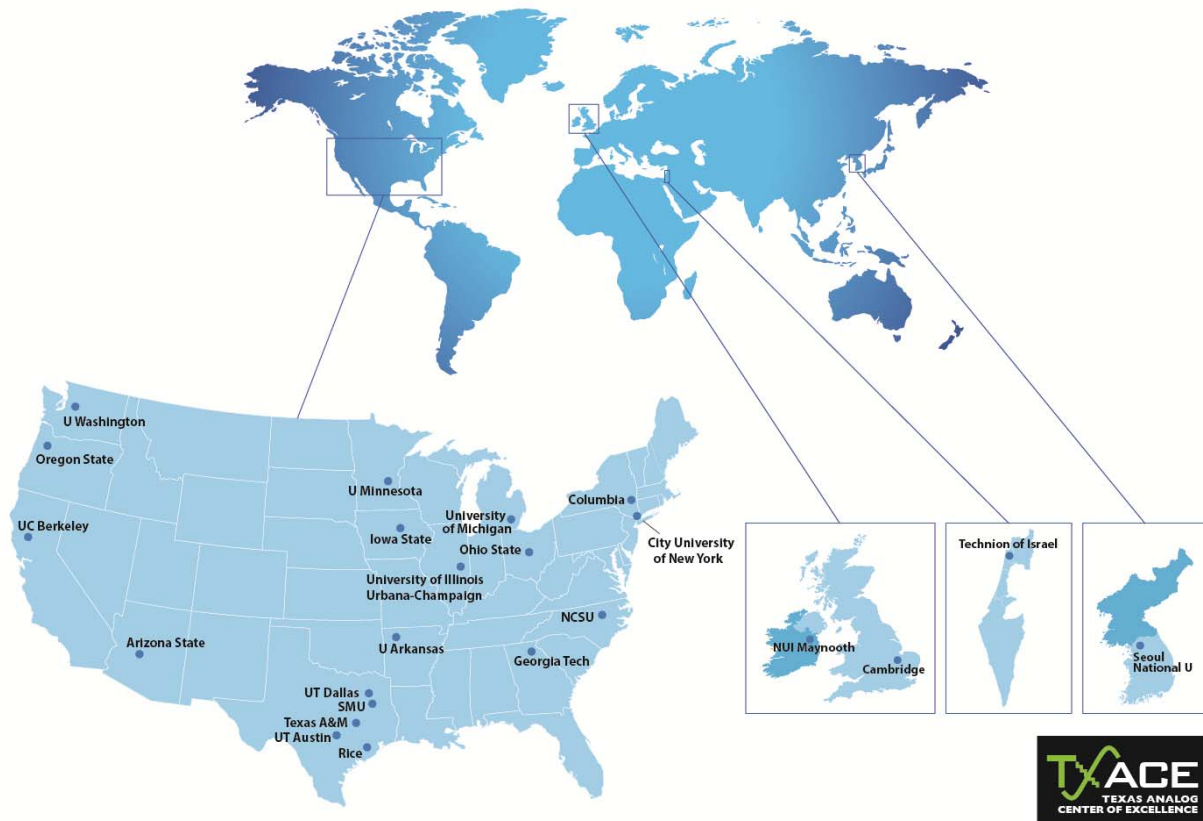 U Washington
Oregon State
UC Berkeley
U Minnesota
University
of Michigan
Iowa State
Ohio State
University of Illinois
Urbana-Champaign
Columbia
City University
of New York
NCSU
Arizona State
U Arkansas
Georgia Tech
UT Dallas
SMU
Texas A&M
UT Austin
Rice
NUI Maynooth
Cambridge
Technion of Israel
Seoul
National U
TxACE
TEXAS ANALOG
CENTER OF EXCELLENCE